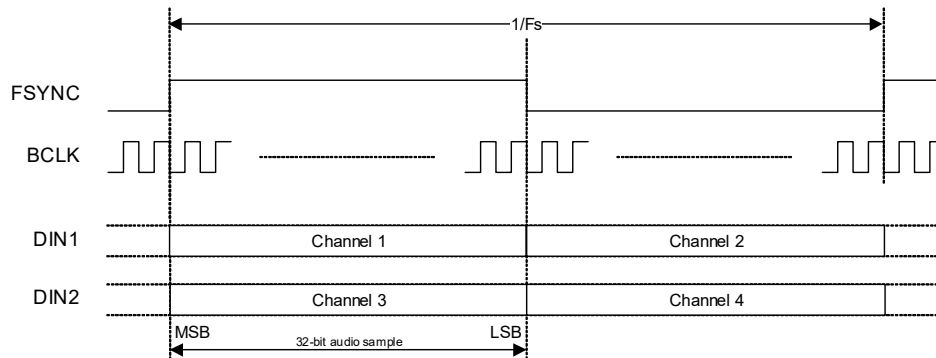 1/Fs
FSYNC
BCLK
DIN1 Channel 1 Channel 2
DIN2 Channel 3 Channel 4
MSB LSB
32-bit audio sample